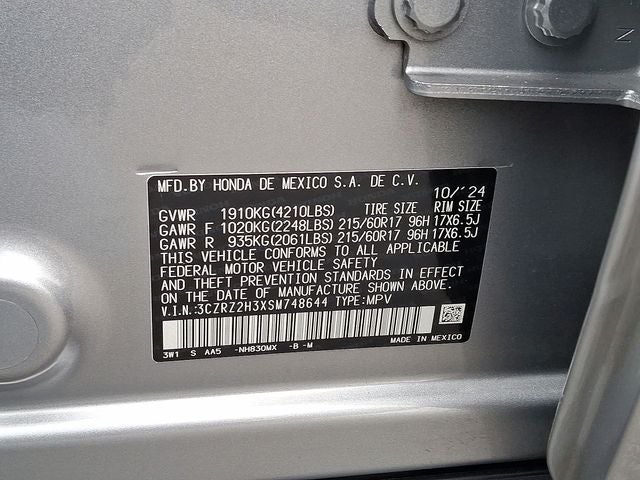 MFD.BY HONDA DE MEXICO S.A. DE C.V.
10/'24
GVWR 1910KG(4210LBS) TIRE SIZE RIM SIZE
GAWR F 1020KG(2248LBS) 215/60R17 96H 17X6.5J
GAWR R 935KG(2061LBS) 215/60R17 96H 17X6.5J
THIS VEHICLE CONFORMS TO ALL APPLICABLE
FEDERAL MOTOR VEHICLE SAFETY
AND THEFT PREVENTION STANDARDS IN EFFECT
ON THE DATE OF MANUFACTURE SHOWN ABOVE.
V.I.N.:3CZRZ2H3XSM748644 TYPE:MPV
3W1 S AA5 -NH830MX -B -M MADE IN MEXICO